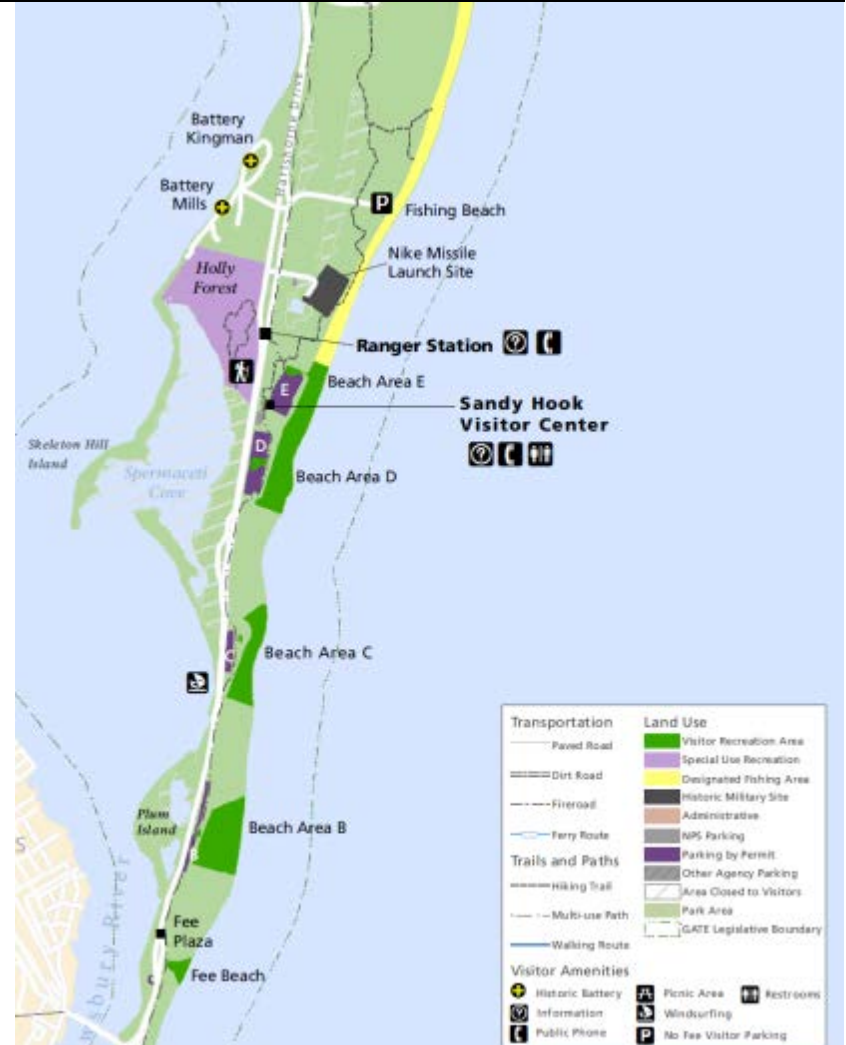 Hartshorne Drive
Battery
Kingman
Battery
Mills
P
Fishing Beach
Nike Missile
Launch Site
Holly
Forest
Ranger Station
Beach Area E
E
Sandy Hook
Visitor Center
D
Skeleton Hill
Island
Spermaceti
Cove
Beach Area D
C
Beach Area C
Plum
Island
B
Beach Area B
Fee
Plaza
Fee Beach
wsbury River
S
Transportation
Paved Road
Dirt Road
Fireroad
Ferry Route
Trails and Paths
Hiking Trail
Multi-use Path
Walking Route
Land Use
Visitor Recreation Area
Special Use Recreation
Designated Fishing Area
Historic Military Site
Administrative
NPS Parking
Parking by Permit
Other Agency Parking
Area Closed to Visitors
Park Area
GATE Legislative Boundary
Visitor Amenities
Historic Battery
Picnic Area
Restrooms
Information
Windsurfing
Public Phone
P No Fee Visitor Parking